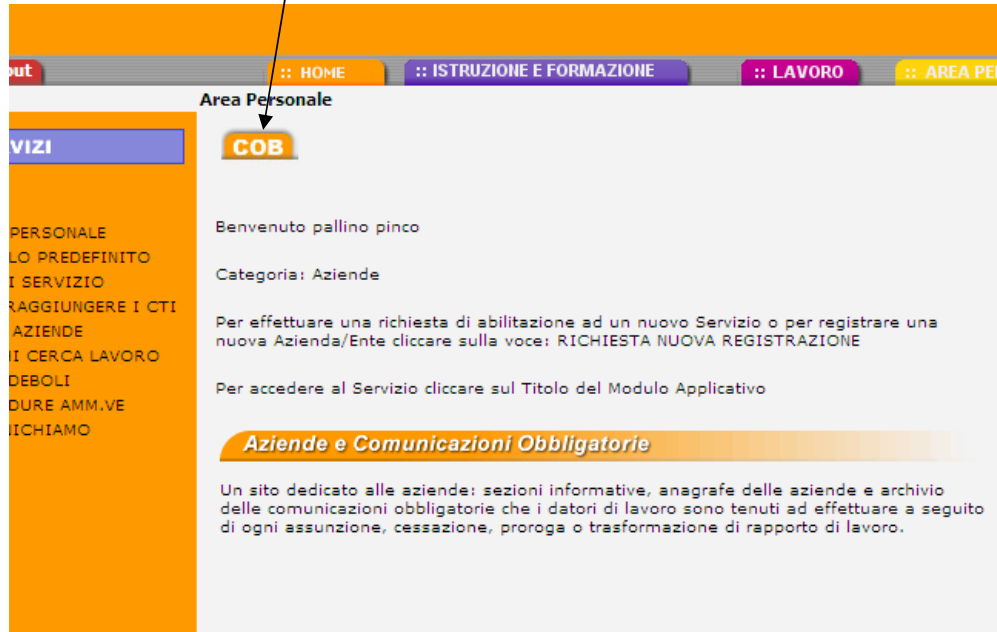 out
:: HOME
:: ISTRUZIONE E FORMAZIONE
:: LAVORO
:: AREA PE
Area Personale
VIZI
COB
PERSONALE
LO PREDEFINITO
I SERVIZIO
RAGGIUNGERE I CTI
AZIENDE
I CERCA LAVORO
DEBOLI
DURE AMM.VE
ICHIAMO
Benvenuto pallino pinco
Categoria: Aziende
Per effettuare una richiesta di abilitazione ad un nuovo Servizio o per registrare una
nuova Azienda/Ente cliccare sulla voce: RICHIESTA NUOVA REGISTRAZIONE
Per accedere al Servizio cliccare sul Titolo del Modulo Applicativo
Aziende e Comunicazioni Obbligatorie
Un sito dedicato alle aziende: sezioni informative, anagrafe delle aziende e archivio
delle comunicazioni obbligatorie che i datori di lavoro sono tenuti ad effettuare a seguito
di ogni assunzione, cessazione, proroga o trasformazione di rapporto di lavoro.